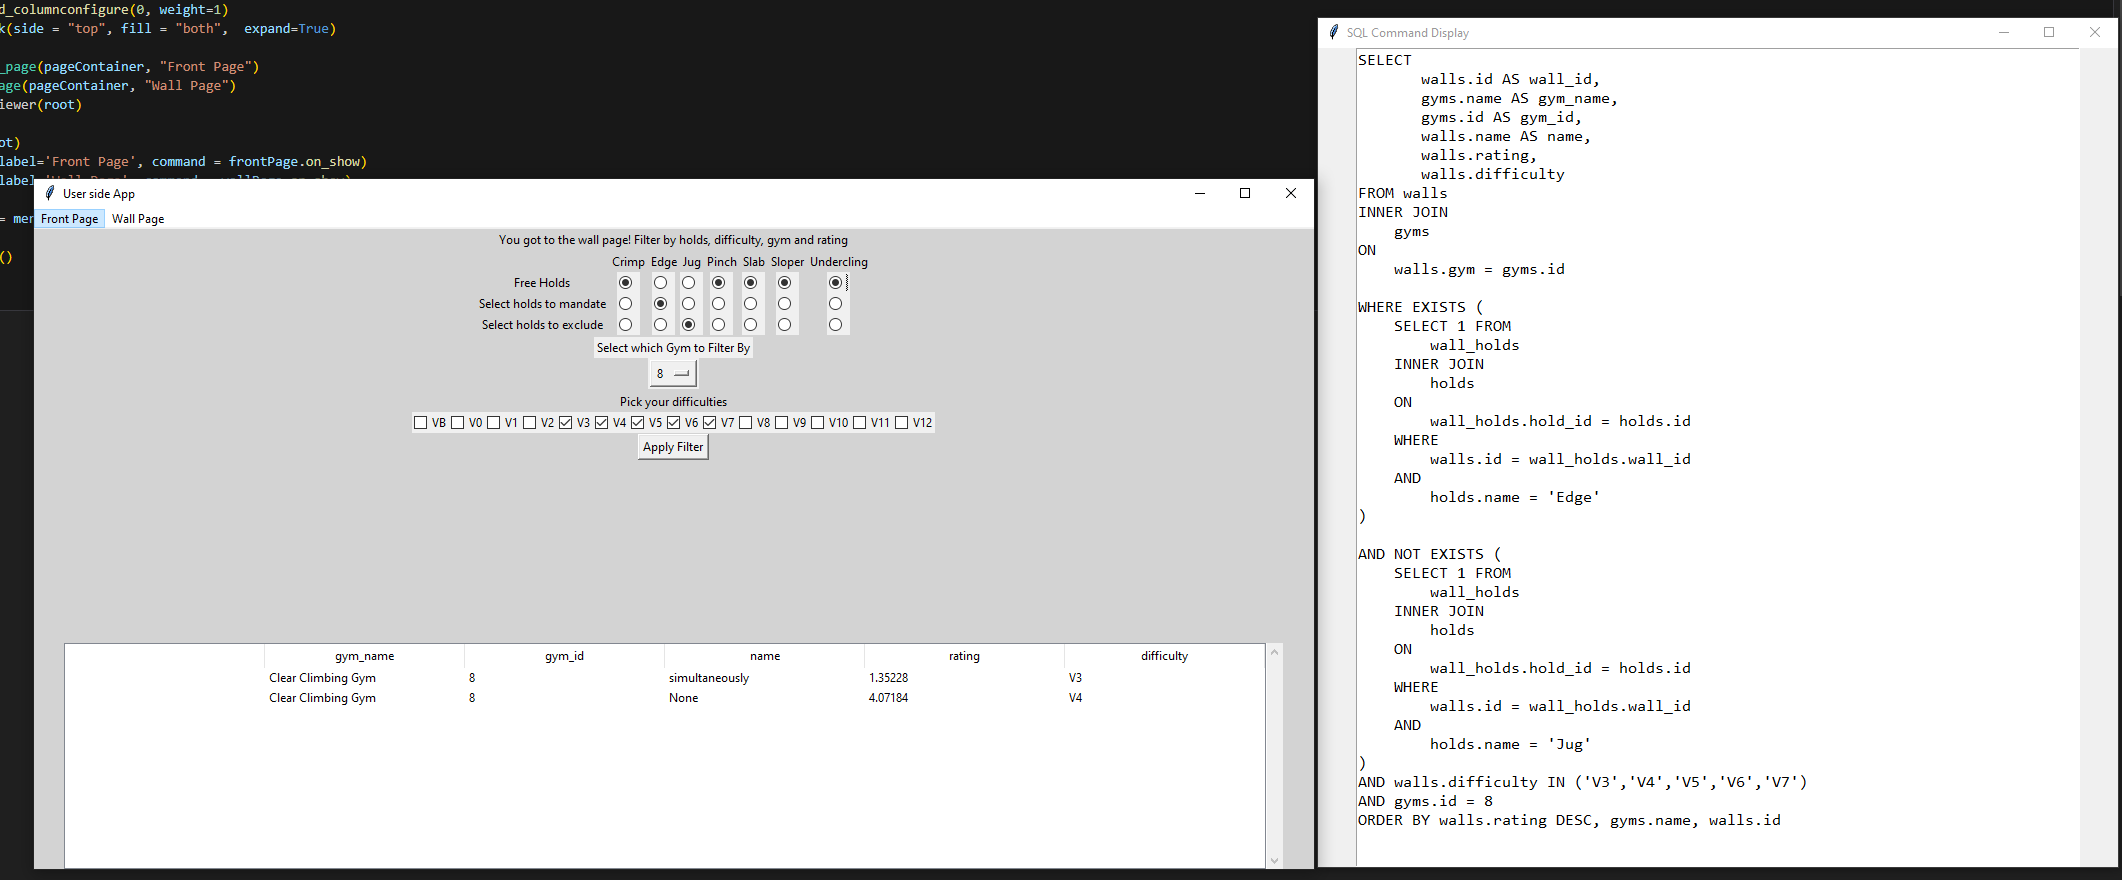 d_columnconfigure(0, weight=1)
k(side = "top", fill = "both",  expand=True)
_page(pageContainer, "Front Page")
age(pageContainer, "Wall Page")
iewer(root)
ot)
label='Front Page', command = frontPage.on_show)
label
= mer
()
User side App
Front Page Wall Page
You got to the wall page! Filter by holds, difficulty, gym and rating
Crimp Edge Jug Pinch Slab Sloper Undercling
Free Holds
Select holds to mandate
Select holds to exclude
Select which Gym to Filter By
8
Pick your difficulties
VB V0 V1 V2 V3 V4 V5 V6 V7 V8 V9 V10 V11 V12
Apply Filter
gym_name gym_id name rating difficulty
Clear Climbing Gym 8 simultaneously 1.35228 V3
Clear Climbing Gym 8 None 4.07184 V4
SQL Command Display
SELECT
walls.id AS wall_id,
gyms.name AS gym_name,
gyms.id AS gym_id,
walls.name AS name,
walls.rating,
walls.difficulty
FROM walls
INNER JOIN
gyms
ON
walls.gym = gyms.id
WHERE EXISTS (
SELECT 1 FROM
wall_holds
INNER JOIN
holds
ON
wall_holds.hold_id = holds.id
WHERE
walls.id = wall_holds.wall_id
AND
holds.name = 'Edge'
)
AND NOT EXISTS (
SELECT 1 FROM
wall_holds
INNER JOIN
holds
ON
wall_holds.hold_id = holds.id
WHERE
walls.id = wall_holds.wall_id
AND
holds.name = 'Jug'
)
AND walls.difficulty IN ('V3','V4','V5','V6','V7')
AND gyms.id = 8
ORDER BY walls.rating DESC, gyms.name, walls.id